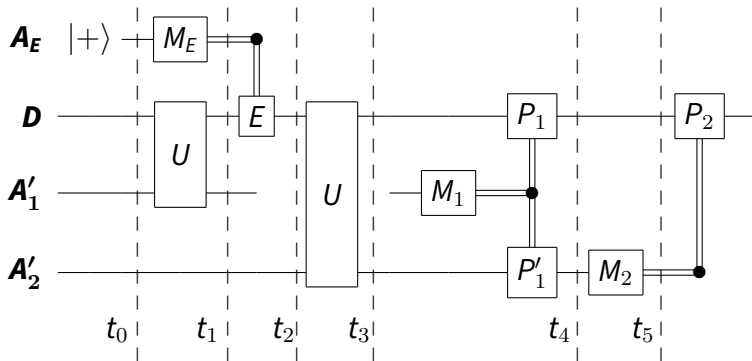 A_E |+⟩ M_E
D U E U P_1 P_2
A'_1 M_1
A'_2 P'_1 M_2
t_0 t_1 t_2 t_3 t_4 t_5